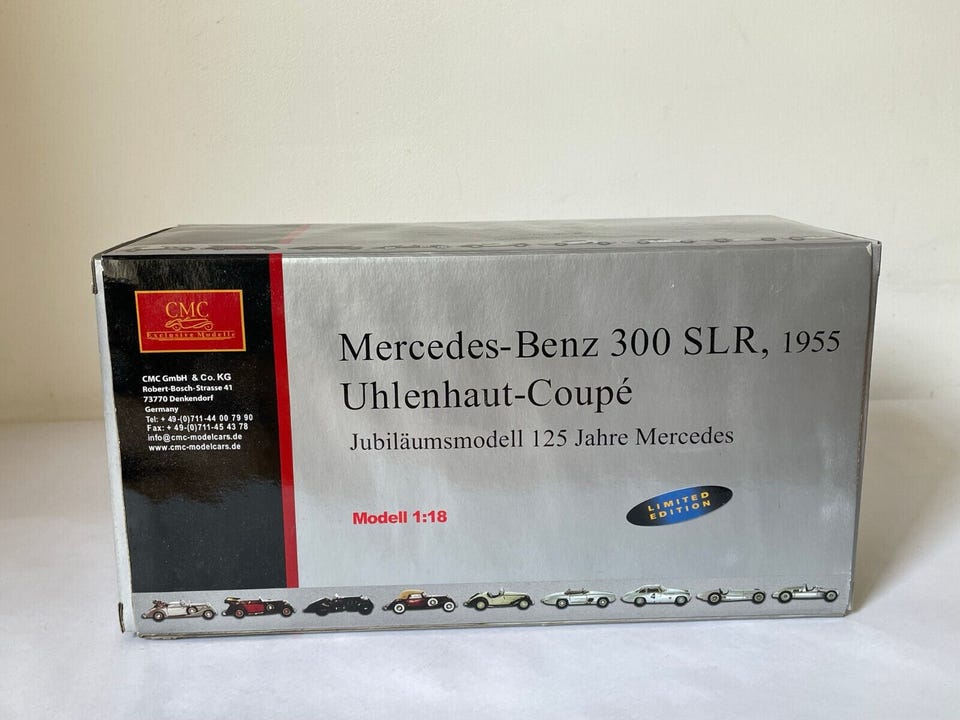 CMC
Exclusive Modelle
CMC GmbH & Co. KG
Robert-Bosch-Strasse 41
73770 Denkendorf
Germany
Tel: + 49-(0)711-44 00 79 90
Fax: + 49-(0)711-45 43 78
info@cmc-modelcars.de
www.cmc-modelcars.de
Mercedes-Benz 300 SLR, 1955
Uhlenhaut-Coupé
Jubiläumsmodell 125 Jahre Mercedes
Modell 1:18
LIMITED
EDITION
4